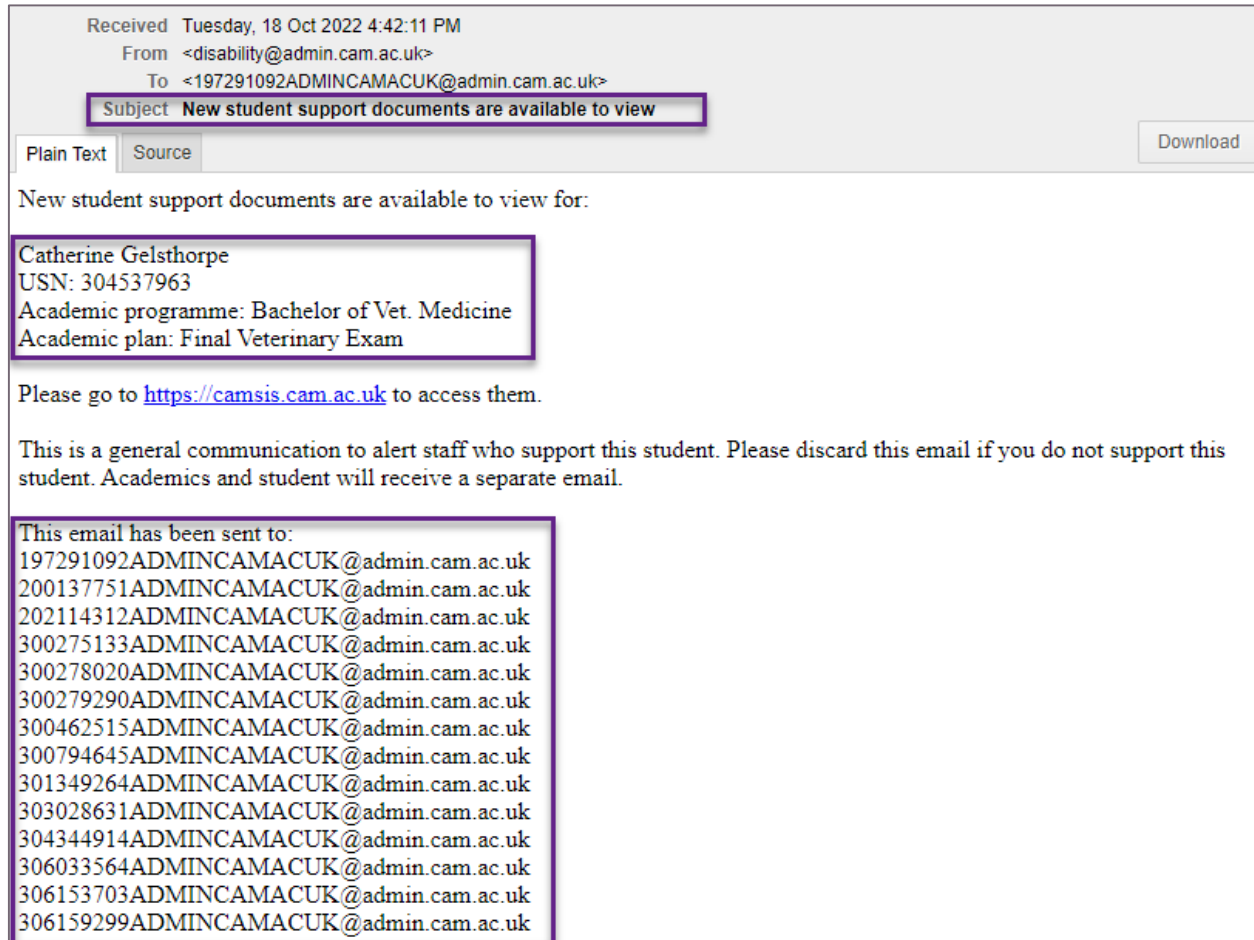 Received Tuesday, 18 Oct 2022 4:42:11 PM
From <disability@admin.cam.ac.uk>
To <197291092ADMINCAMACUK@admin.cam.ac.uk>
Subject New student support documents are available to view
Plain Text Source Download
New student support documents are available to view for:
Catherine Gelsthorpe
USN: 304537963
Academic programme: Bachelor of Vet. Medicine
Academic plan: Final Veterinary Exam
Please go to https://camsis.cam.ac.uk to access them.
This is a general communication to alert staff who support this student. Please discard this email if you do not support this
student. Academics and student will receive a separate email.
This email has been sent to:
197291092ADMINCAMACUK@admin.cam.ac.uk
200137751ADMINCAMACUK@admin.cam.ac.uk
202114312ADMINCAMACUK@admin.cam.ac.uk
300275133ADMINCAMACUK@admin.cam.ac.uk
300278020ADMINCAMACUK@admin.cam.ac.uk
300279290ADMINCAMACUK@admin.cam.ac.uk
300462515ADMINCAMACUK@admin.cam.ac.uk
300794645ADMINCAMACUK@admin.cam.ac.uk
301349264ADMINCAMACUK@admin.cam.ac.uk
303028631ADMINCAMACUK@admin.cam.ac.uk
304344914ADMINCAMACUK@admin.cam.ac.uk
306033564ADMINCAMACUK@admin.cam.ac.uk
306153703ADMINCAMACUK@admin.cam.ac.uk
306159299ADMINCAMACUK@admin.cam.ac.uk